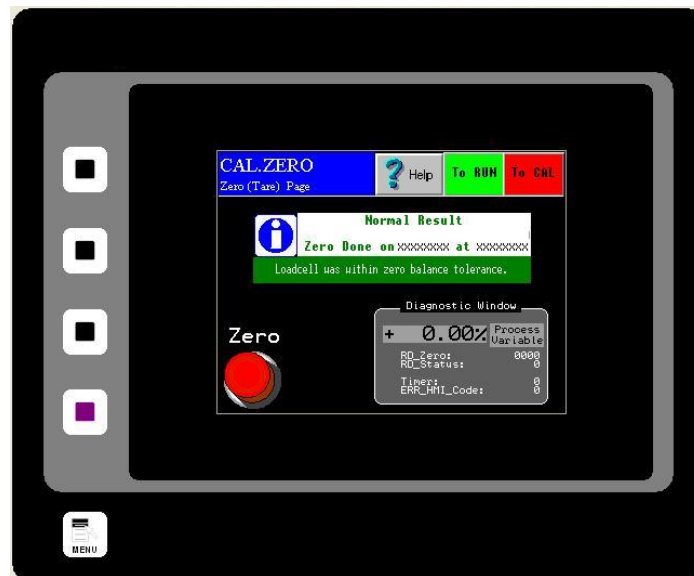 CAL.ZERO
Zero (Tare) Page
Help
To RUN
To CAL
Normal Result
Zero Done on xxxxxxxx at xxxxxxxx
Loadcell was within zero balance tolerance.
Zero
Diagnostic Window
+ 0.00%
Process
Variable
RD_Zero: 0000
RD_Status: 0
Timer: 0
ERR_HMI_Code: 0
MENU